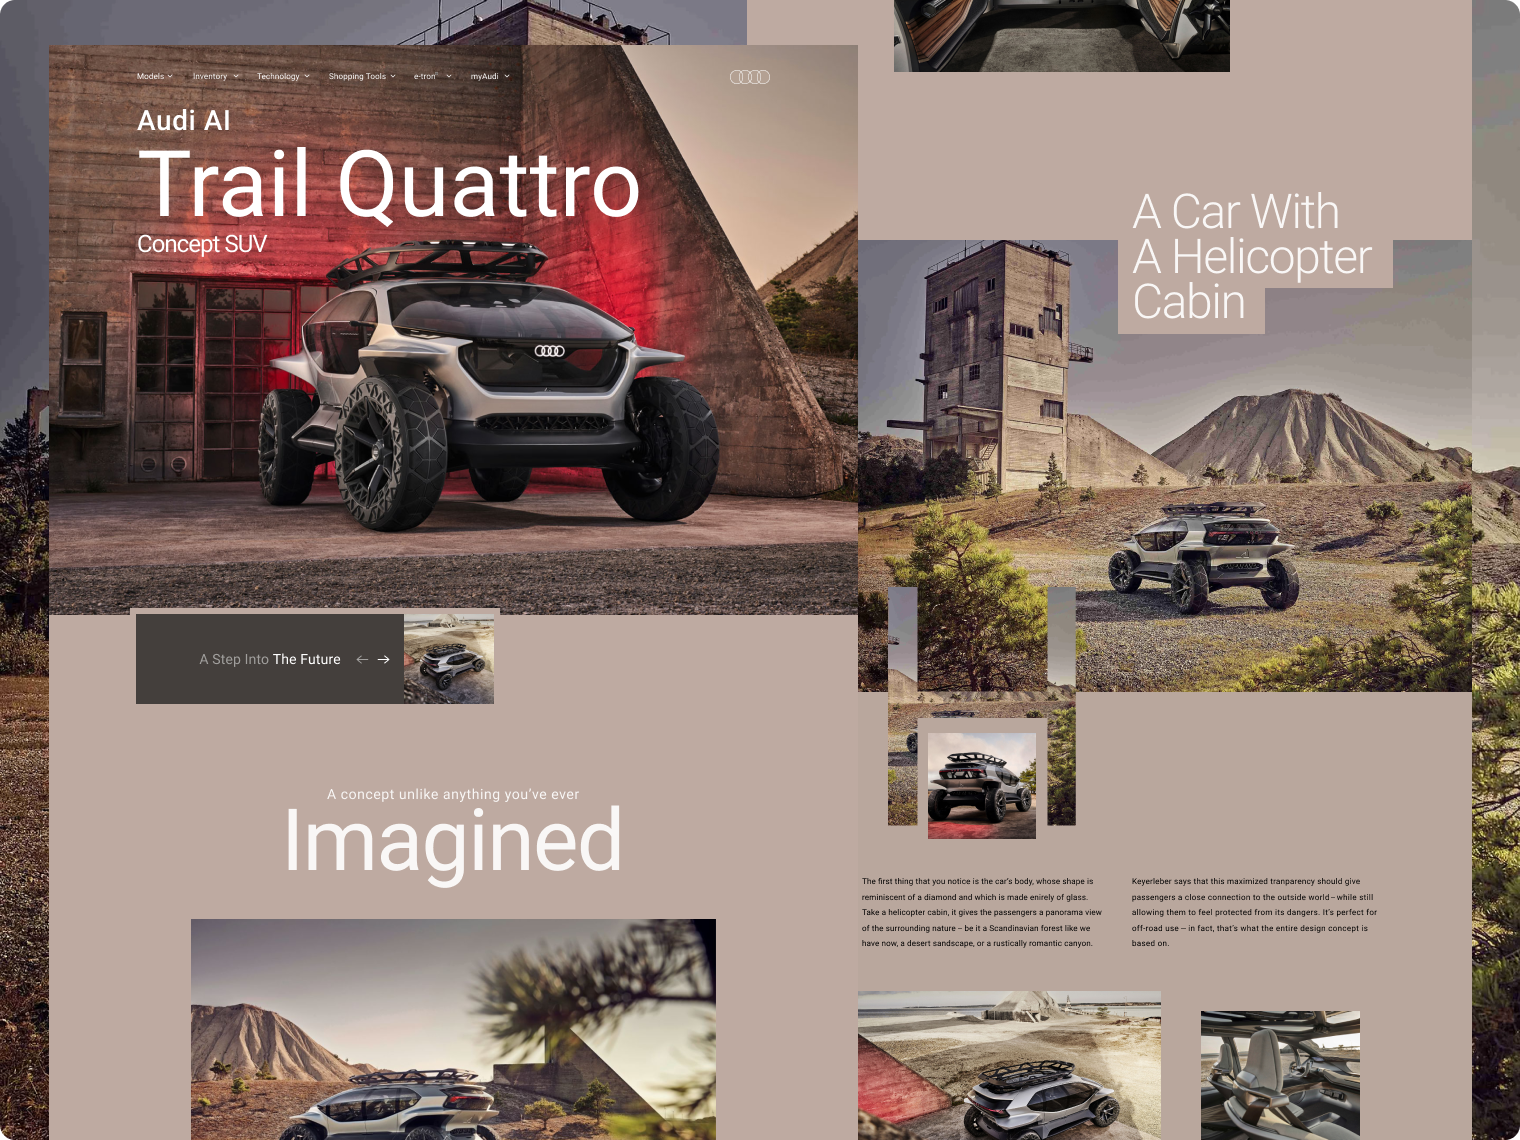 Models
Inventory
Technology
Shopping Tools
e-tron
myAudi
Audi AI
Trail Quattro
Concept SUV
A Step Into The Future
A concept unlike anything you've ever
Imagined
A Car With
A Helicopter
Cabin
The first thing that you notice is the car's body, whose shape is
reminiscent of a diamond and which is made enirely of glass.
Take a helicopter cabin, it gives the passengers a panorama view
of the surrounding nature – be it a Scandinavian forest like we
have now, a desert sandscape, or a rustically romantic canyon.
Keyerleber says that this maximized tranparency should give
passengers a close connection to the outside world – while still
allowing them to feel protected from its dangers. It's perfect for
off-road use – in fact, that's what the entire design concept is
based on.